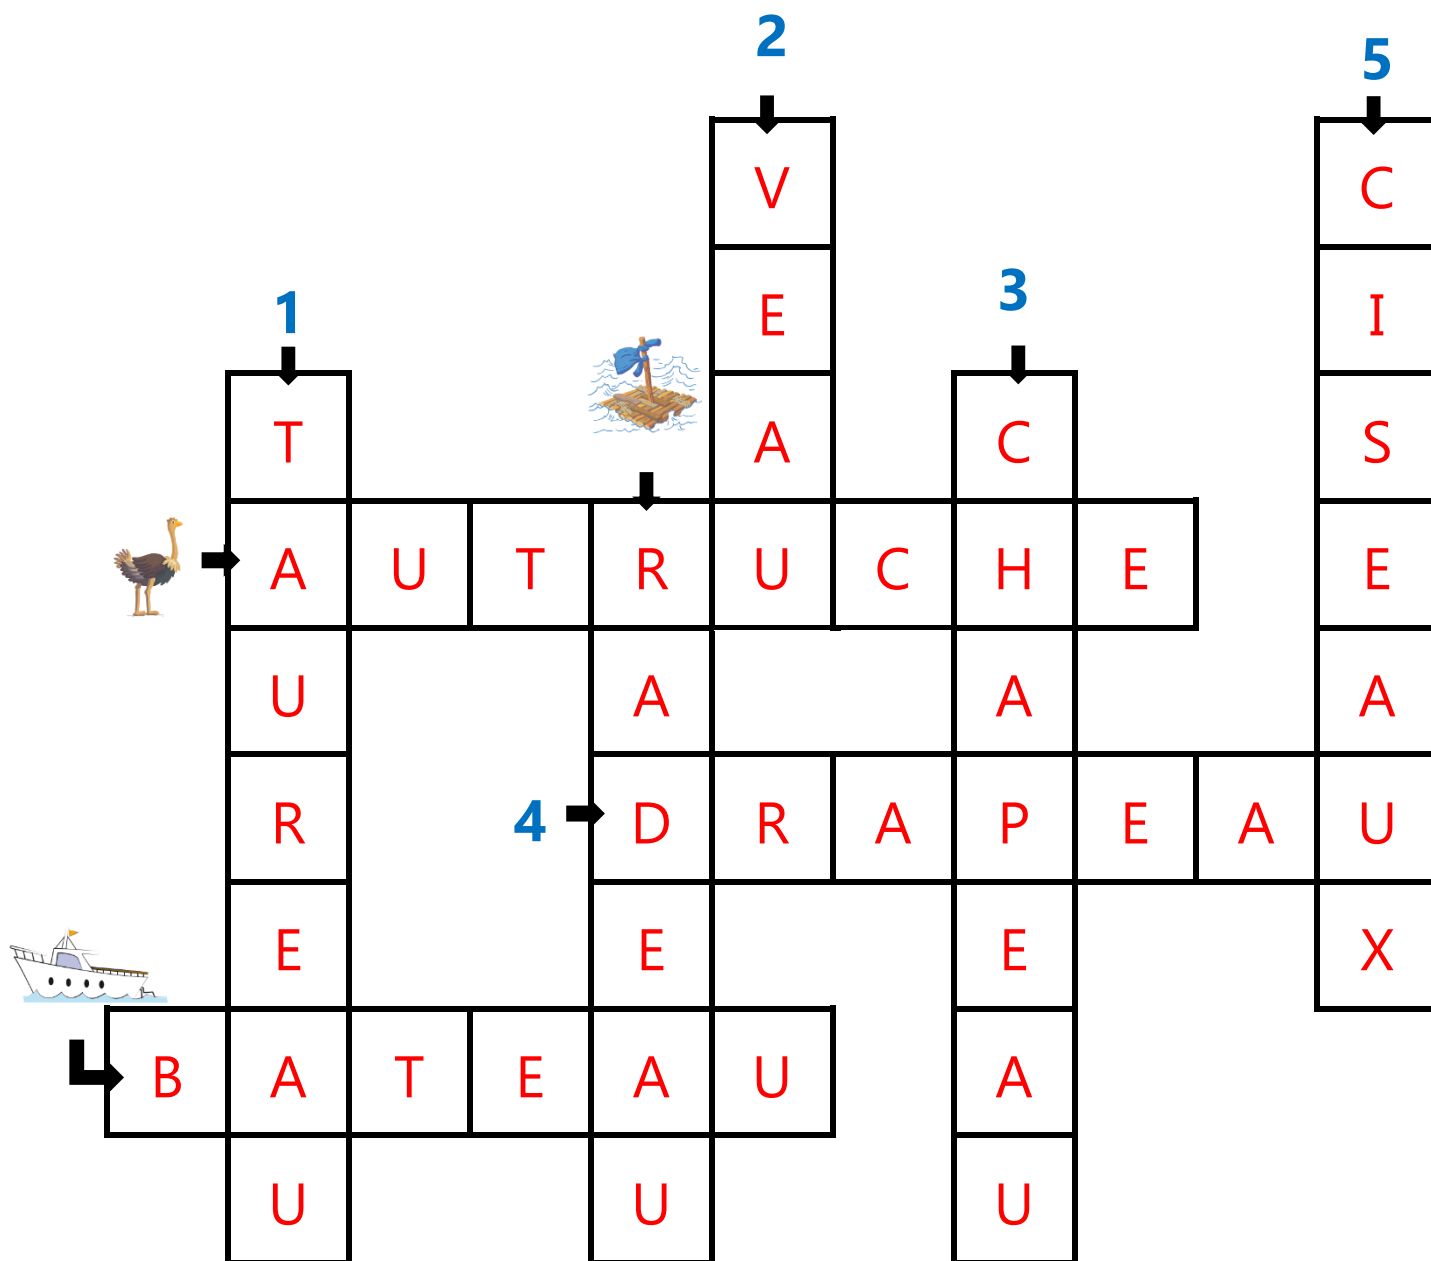 2 5
V C
1 E 3 I
T A C S
A U T R U C H E E
U A A A
R 4 D R A P E A U
E E E X
B A T E A U A
U U U